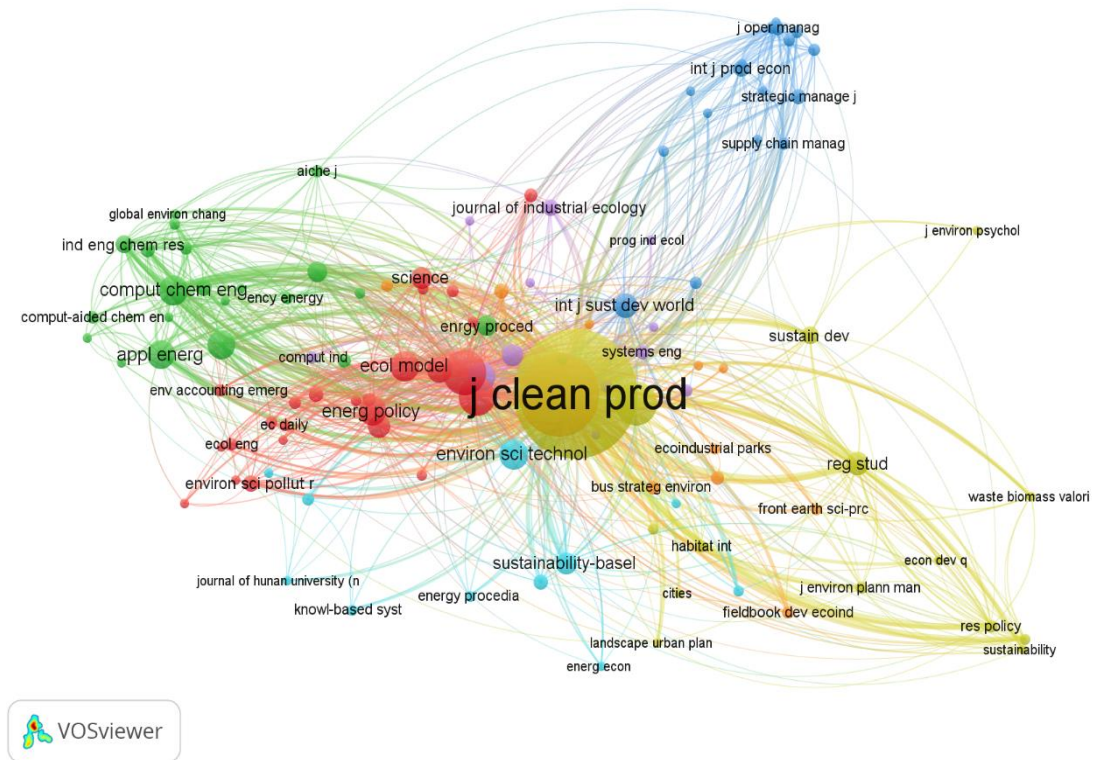 j oper manag
int j prod econ
strategic manage j
supply chain manag
aiche j
global environ chang
journal of industrial ecology
ind eng chem res
prog ind ecol
j environ psychol
science
comput chem eng
ency energy
int j sust dev world
comput-aided chem en
enrgy proced
sustain dev
appl energ
comput ind
ecol model
systems eng
env accounting emerg
j clean prod
energ policy
ec daily
ecol eng
environ sci technol
ecoindustrial parks
reg stud
environ sci pollut r
bus strateg environ
waste biomass valori
front earth sci-prc
habitat int
sustainability-basel
econ dev q
journal of hunan university (n
energy procedia
cities
j environ plann man
knowl-based syst
fieldbook dev ecoind
res policy
landscape urban plan
sustainability
energ econ
VOSviewer